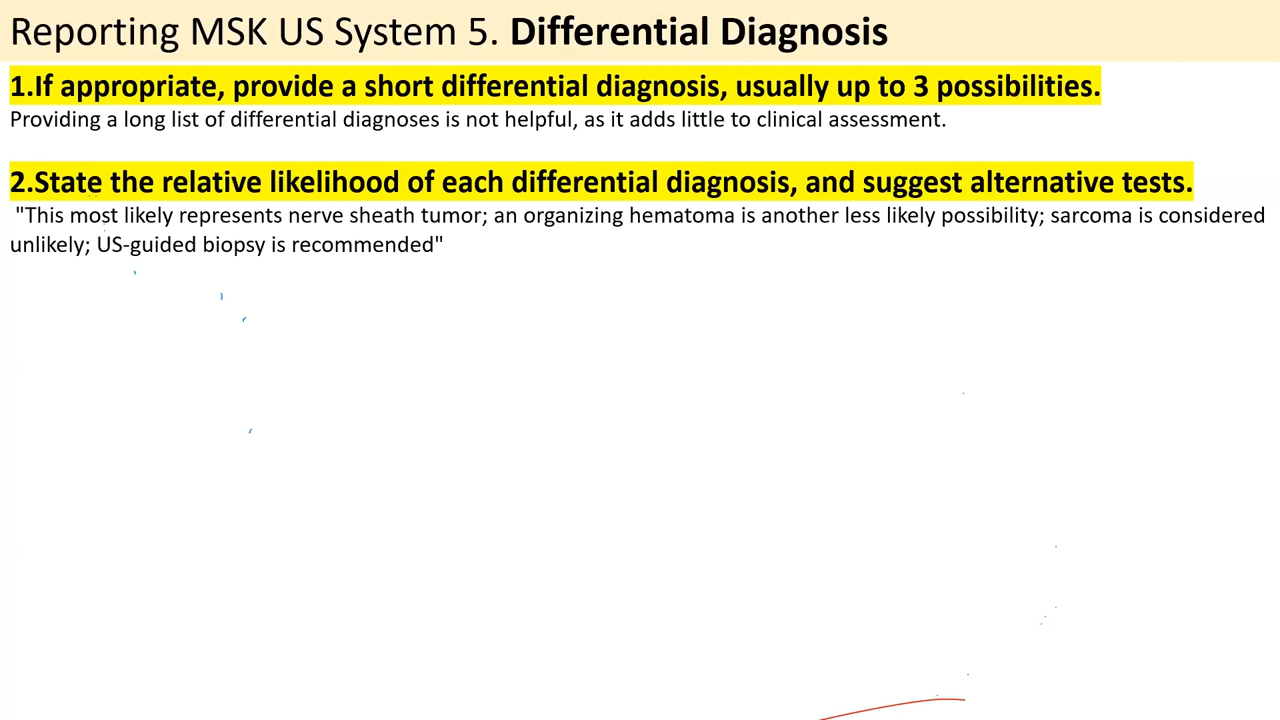 Reporting MSK US System 5. Differential Diagnosis
1.If appropriate, provide a short differential diagnosis, usually up to 3 possibilities.
Providing a long list of differential diagnoses is not helpful, as it adds little to clinical assessment.
2.State the relative likelihood of each differential diagnosis, and suggest alternative tests.
"This most likely represents nerve sheath tumor; an organizing hematoma is another less likely possibility; sarcoma is considered
unlikely; US-guided biopsy is recommended"